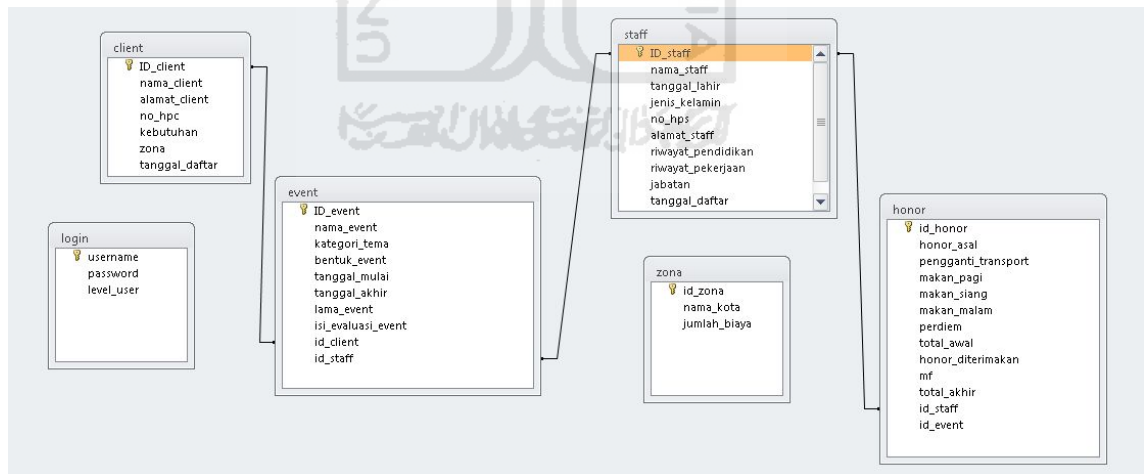 client
ID_client
nama_client
alamat_client
no_hpc
kebutuhan
zona
tanggal_daftar
login
username
password
level_user
event
ID_event
nama_event
kategori_tema
bentuk_event
tanggal_mulai
tanggal_akhir
lama_event
isi_evaluasi_event
id_client
id_staff
staff
ID_staff
nama_staff
tanggal_lahir
jenis_kelamin
no_hps
alamat_staff
riwayat_pendidikan
riwayat_pekerjaan
jabatan
tanggal_daftar
zona
id_zona
nama_kota
jumlah_biaya
honor
id_honor
honor_asal
pengganti_transport
makan_pagi
makan_siang
makan_malam
perdiem
total_awal
honor_diterimakan
mf
total_akhir
id_staff
id_event